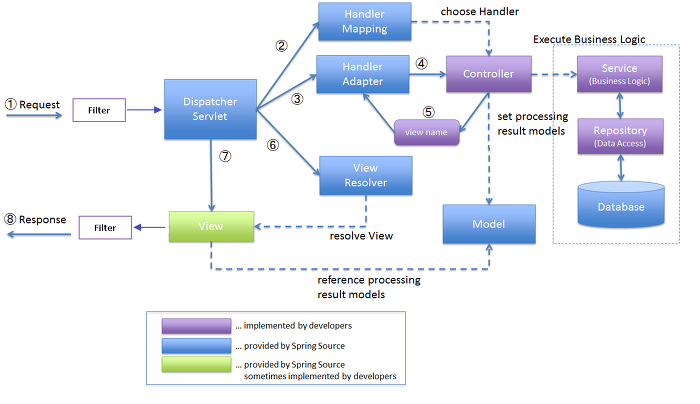 Handler
Mapping
choose Handler
②
Execute Business Logic
Handler
Adapter
④
Controller
Service
(Business Logic)
① Request
Filter
Dispatcher
Servlet
③
⑤
view name
set processing
result models
Repository
(Data Access)
⑥
⑦
View
Resolver
Database
⑧ Response
Filter
View
resolve View
Model
reference processing
result models
... implemented by developers
... provided by Spring Source
... provided by Spring Source
sometimes implemented by developers